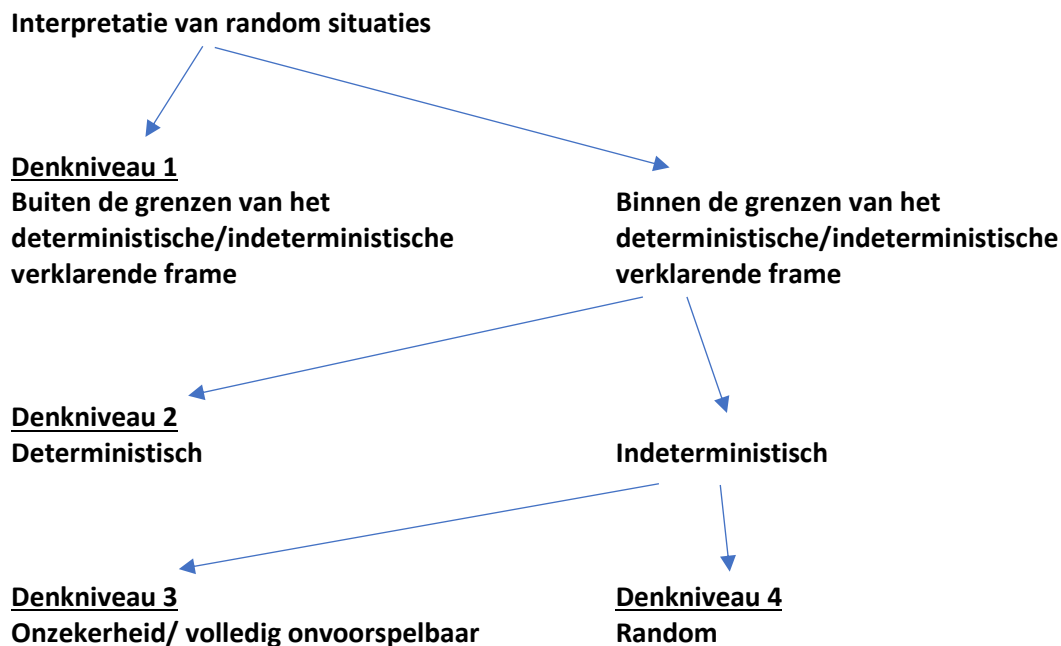 Interpretatie van random situaties
Denkniveau 1
Buiten de grenzen van het
deterministische/indeterministische
verklarende frame
Binnen de grenzen van het
deterministische/indeterministische
verklarende frame
Denkniveau 2
Deterministisch
Indeterministisch
Denkniveau 3
Onzekerheid/ volledig onvoorspelbaar
Denkniveau 4
Random